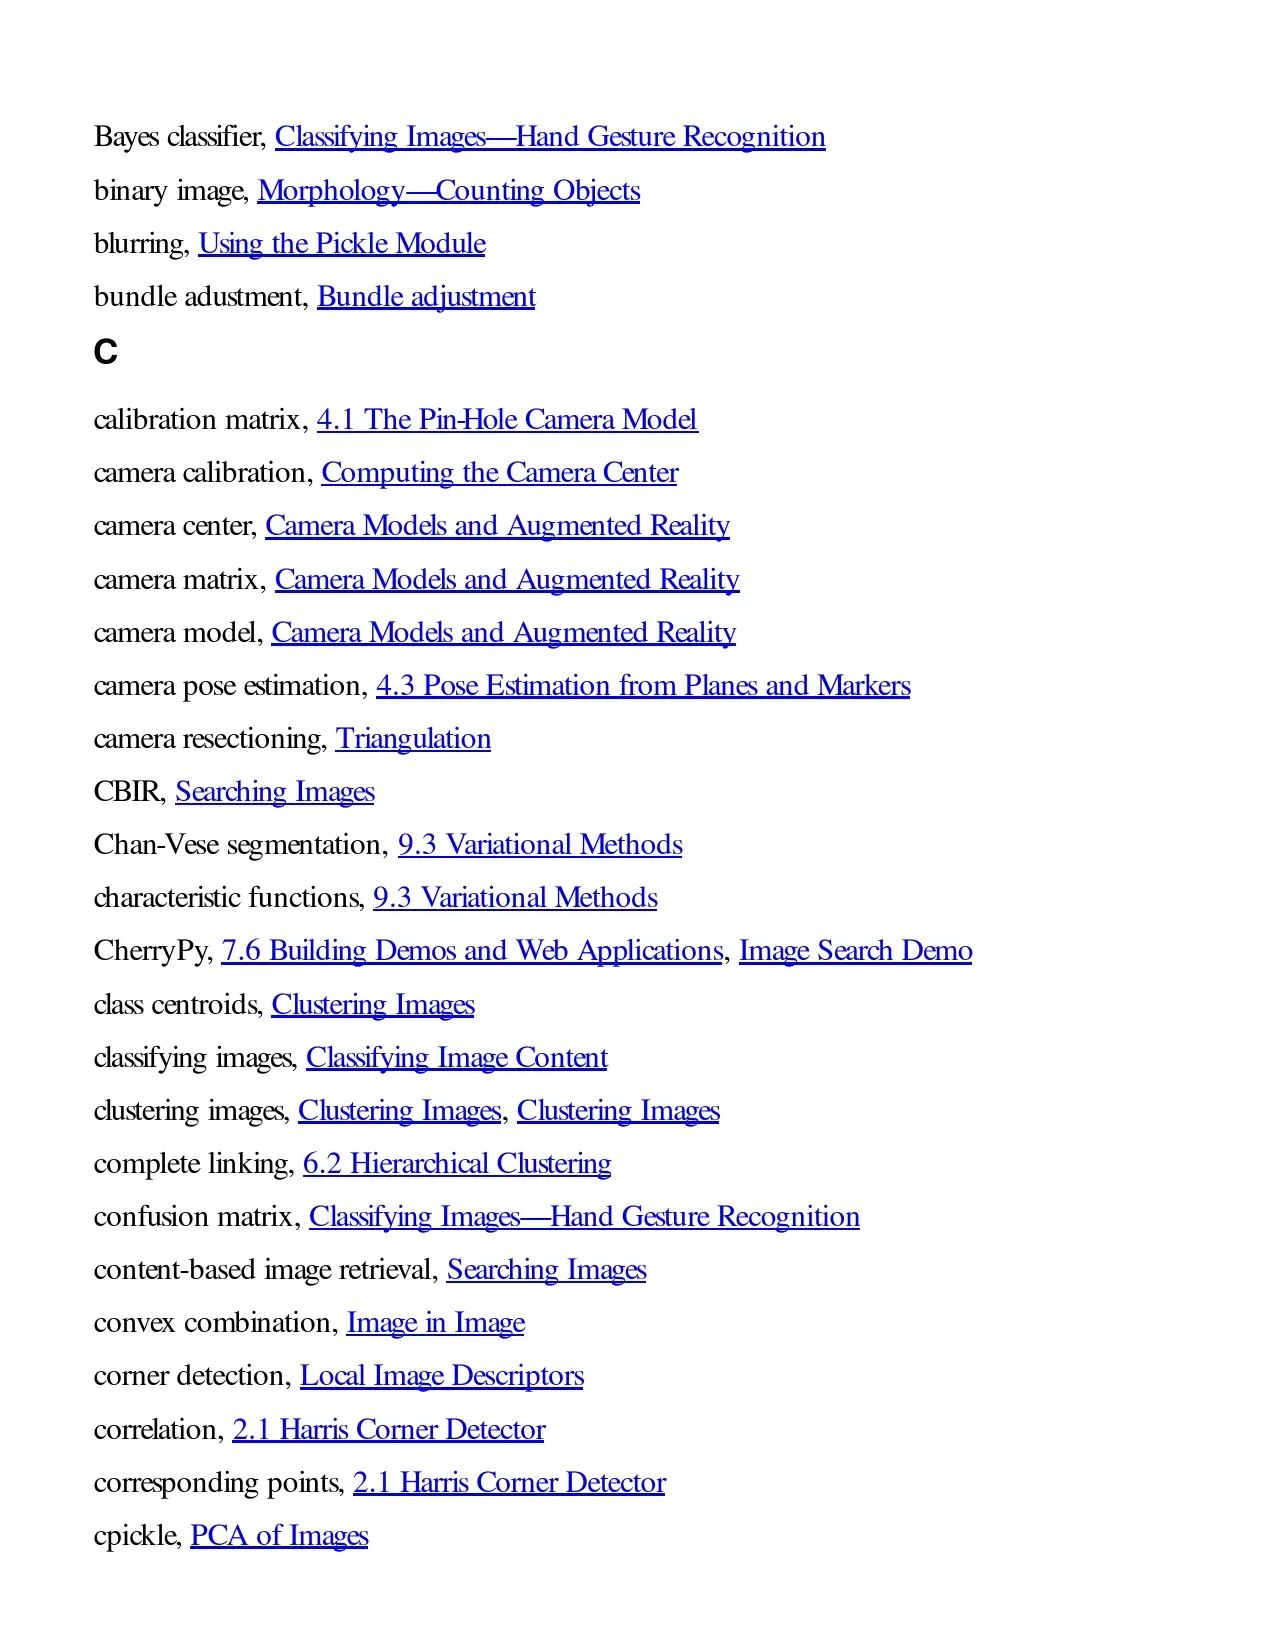 Bayes classifier, Classifying Images—Hand Gesture Recognition
binary image, Morphology—Counting Objects
blurring, Using the Pickle Module
bundle adustment, Bundle adjustment
C
calibration matrix, 4.1 The Pin-Hole Camera Model
camera calibration, Computing the Camera Center
camera center, Camera Models and Augmented Reality
camera matrix, Camera Models and Augmented Reality
camera model, Camera Models and Augmented Reality
camera pose estimation, 4.3 Pose Estimation from Planes and Markers
camera resectioning, Triangulation
CBIR, Searching Images
Chan-Vese segmentation, 9.3 Variational Methods
characteristic functions, 9.3 Variational Methods
CherryPy, 7.6 Building Demos and Web Applications, Image Search Demo
class centroids, Clustering Images
classifying images, Classifying Image Content
clustering images, Clustering Images, Clustering Images
complete linking, 6.2 Hierarchical Clustering
confusion matrix, Classifying Images—Hand Gesture Recognition
content-based image retrieval, Searching Images
convex combination, Image in Image
corner detection, Local Image Descriptors
correlation, 2.1 Harris Corner Detector
corresponding points, 2.1 Harris Corner Detector
cpickle, PCA of Images